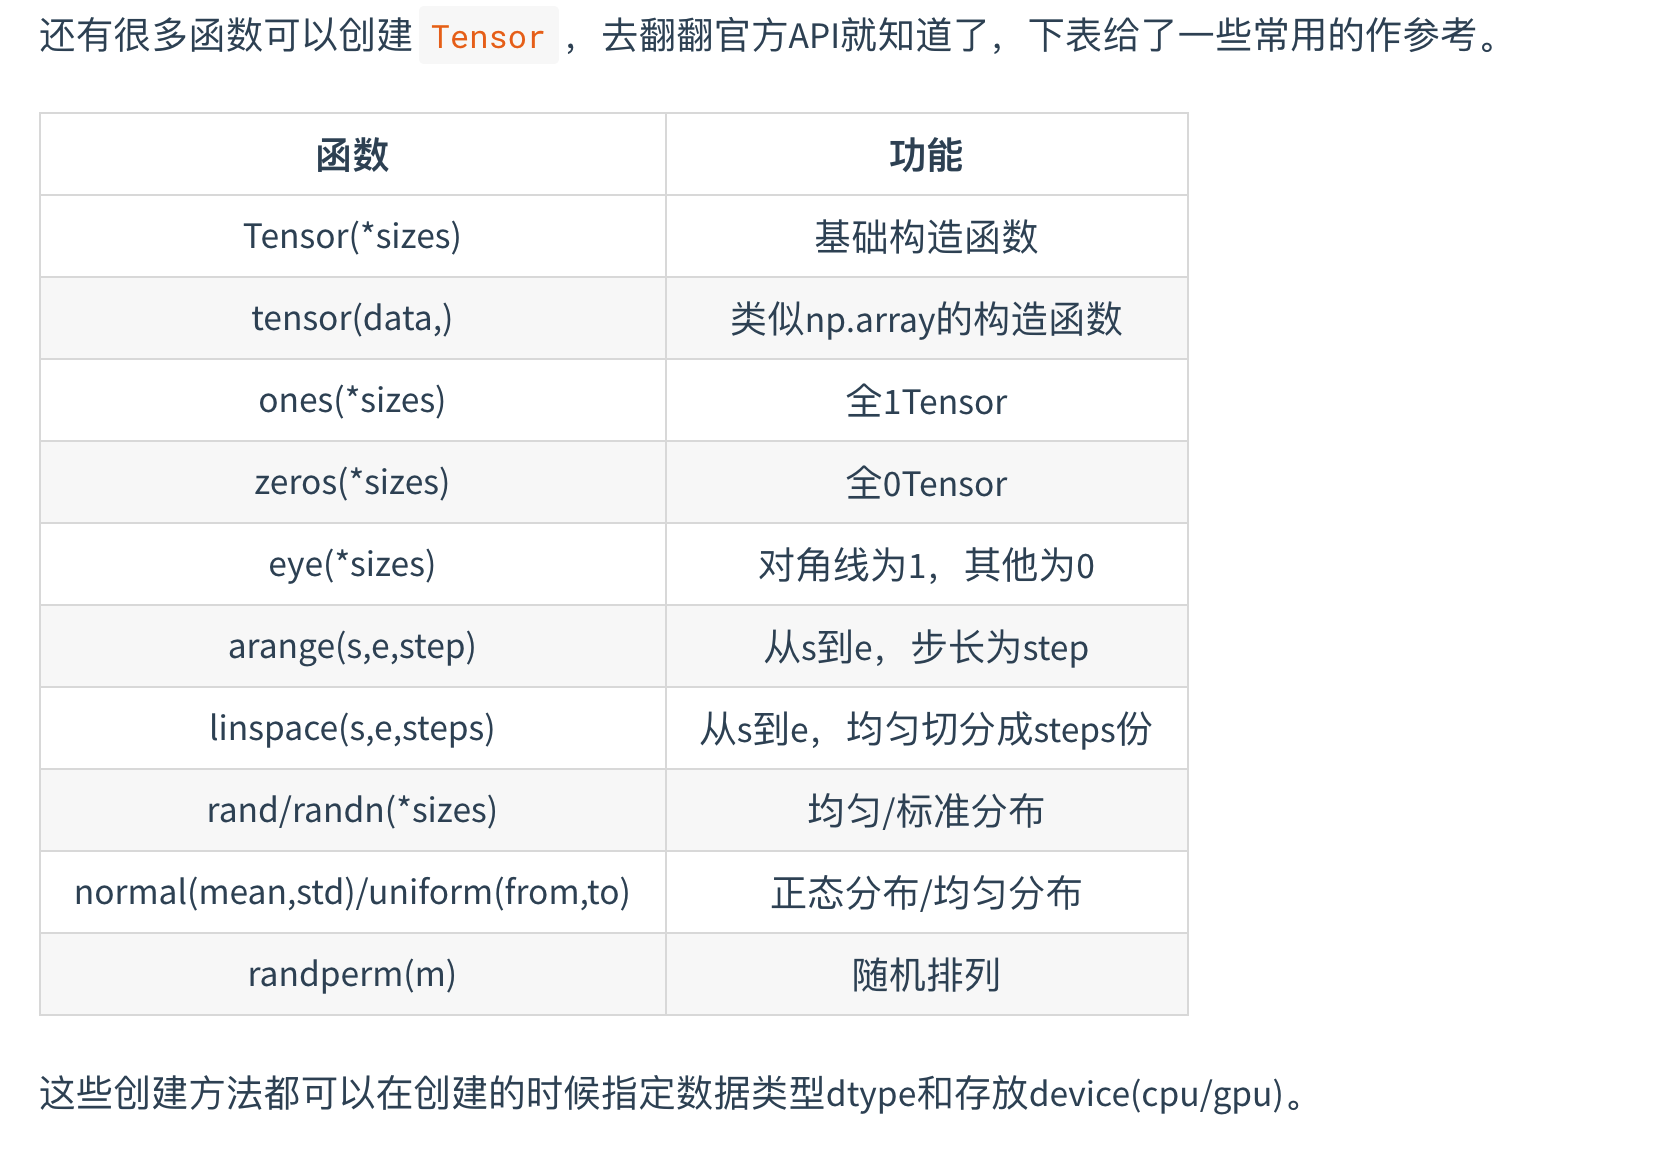 还有很多函数可以创建 Tensor ，去翻翻官方API就知道了，下表给了一些常用的作参考。
函数 功能
Tensor(*sizes) 基础构造函数
tensor(data,) 类似np.array的构造函数
ones(*sizes) 全1Tensor
zeros(*sizes) 全0Tensor
eye(*sizes) 对角线为1，其他为0
arange(s,e,step) 从s到e，步长为step
linspace(s,e,steps) 从s到e，均匀切分成steps份
rand/randn(*sizes) 均匀/标准分布
normal(mean,std)/uniform(from,to) 正态分布/均匀分布
randperm(m) 随机排列
这些创建方法都可以在创建的时候指定数据类型dtype和存放device(cpu/gpu)。